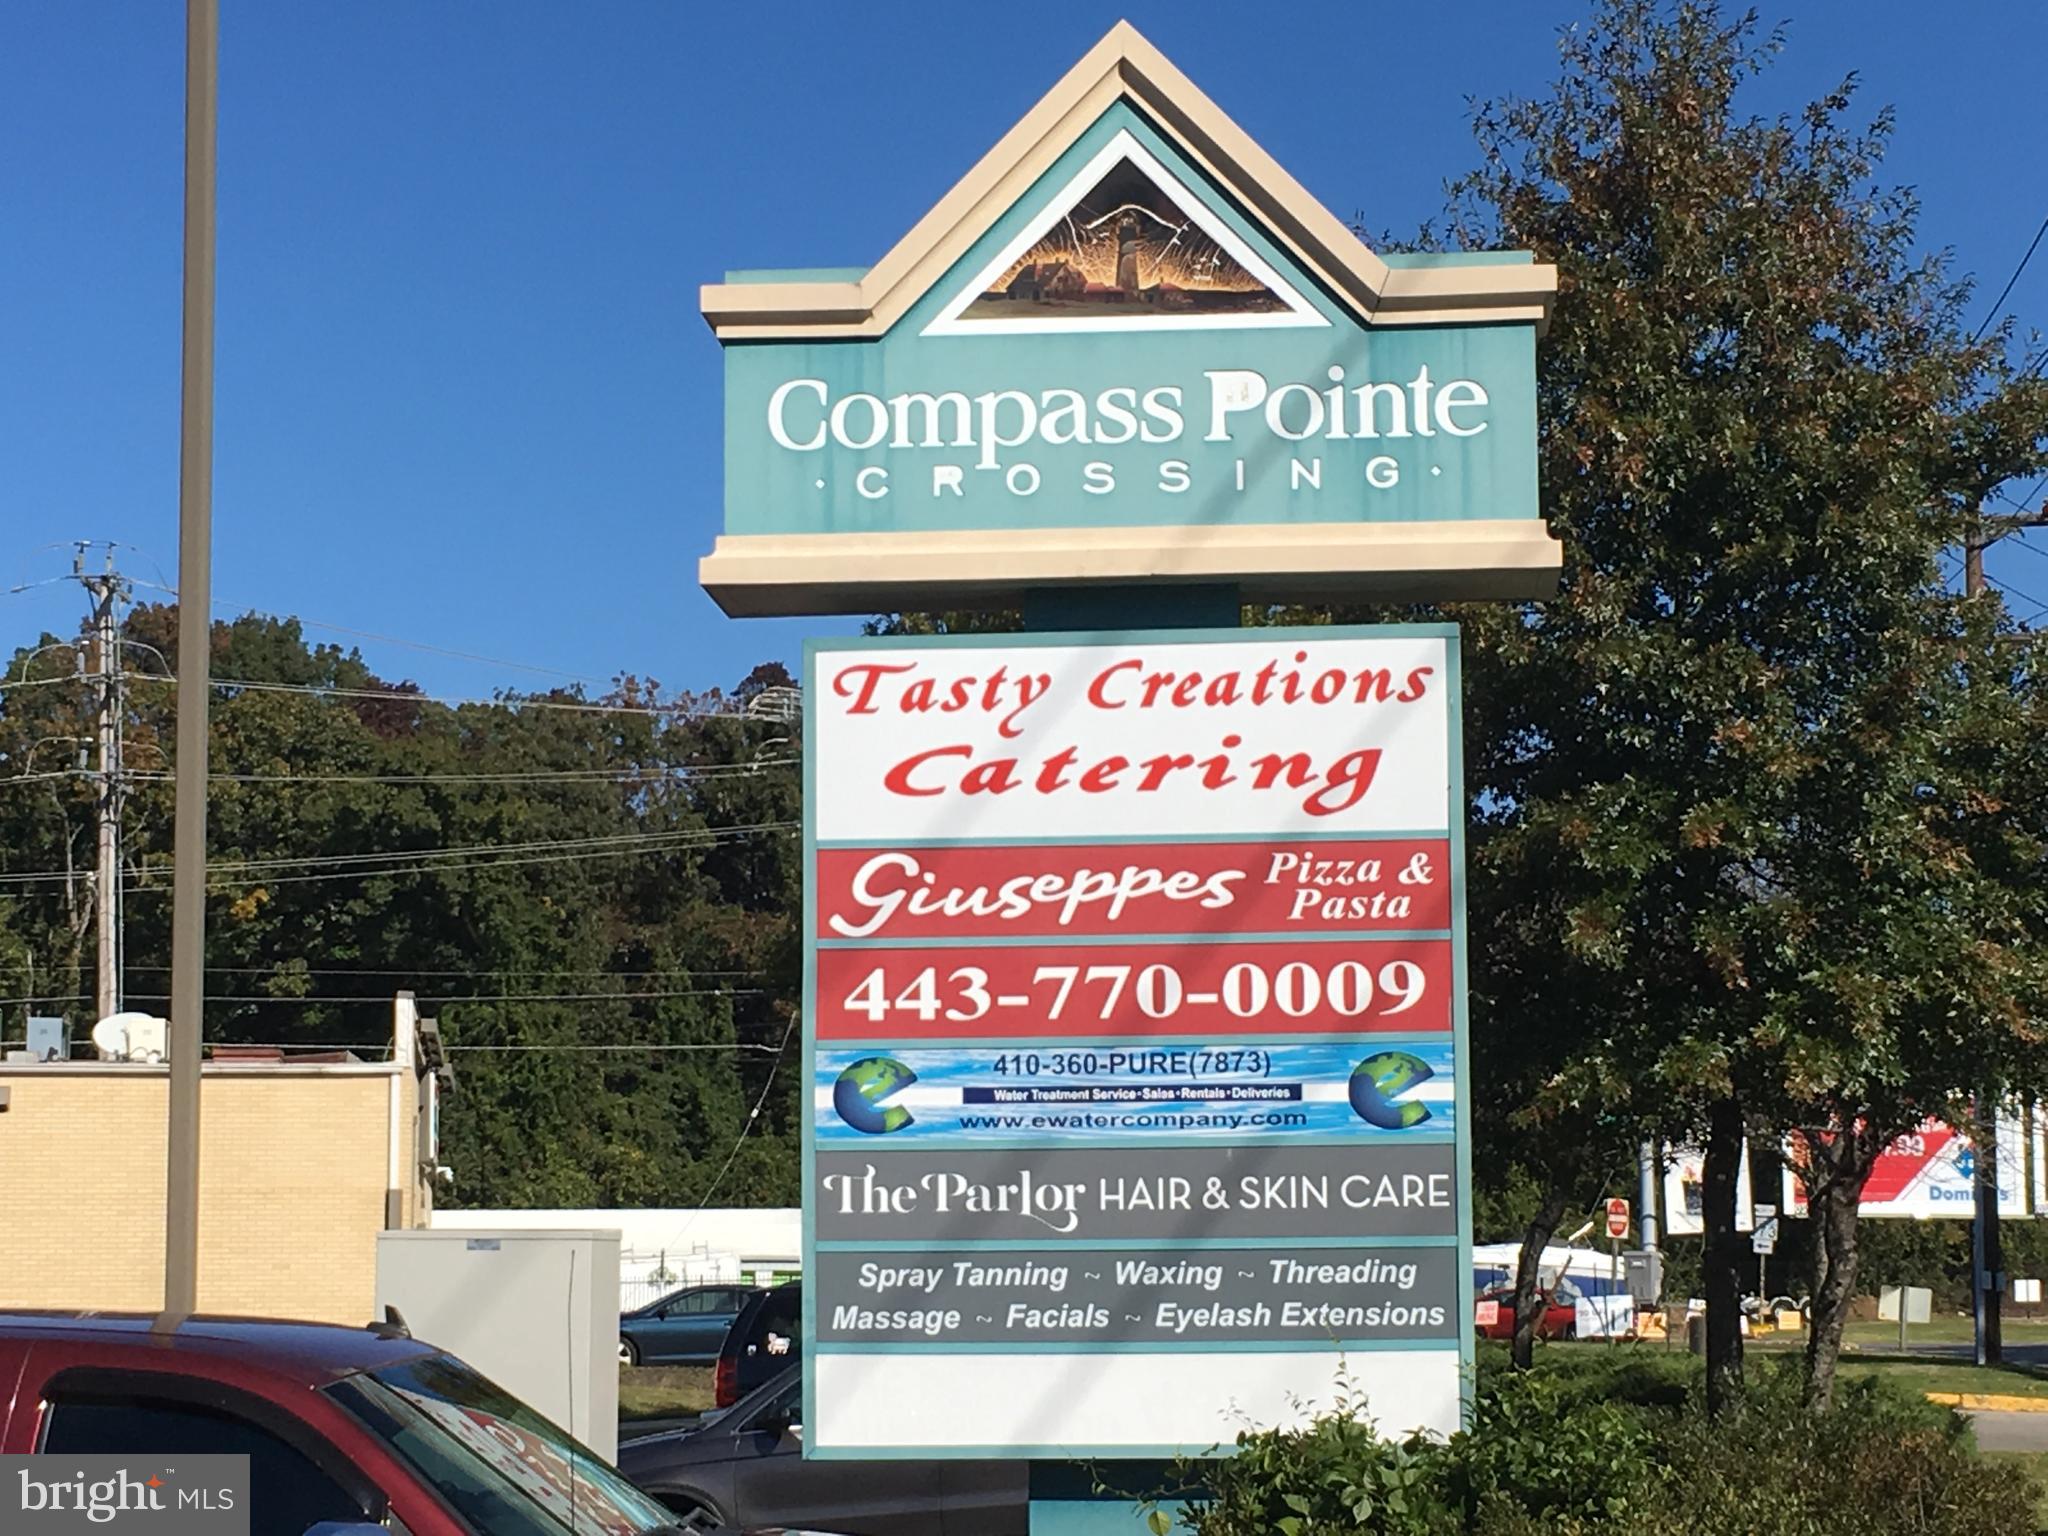 Compass Pointe
· CROSSING ·
Tasty Creations
Catering
Giuseppes Pizza &
Pasta
443-770-0009
410-360-PURE(7873)
Water Treatment Service•Sales•Rentals•Deliveries
www.ewatercompany.com
The Parlor HAIR & SKIN CARE
Spray Tanning ~ Waxing ~ Threading
Massage ~ Facials ~ Eyelash Extensions
bright™ MLS